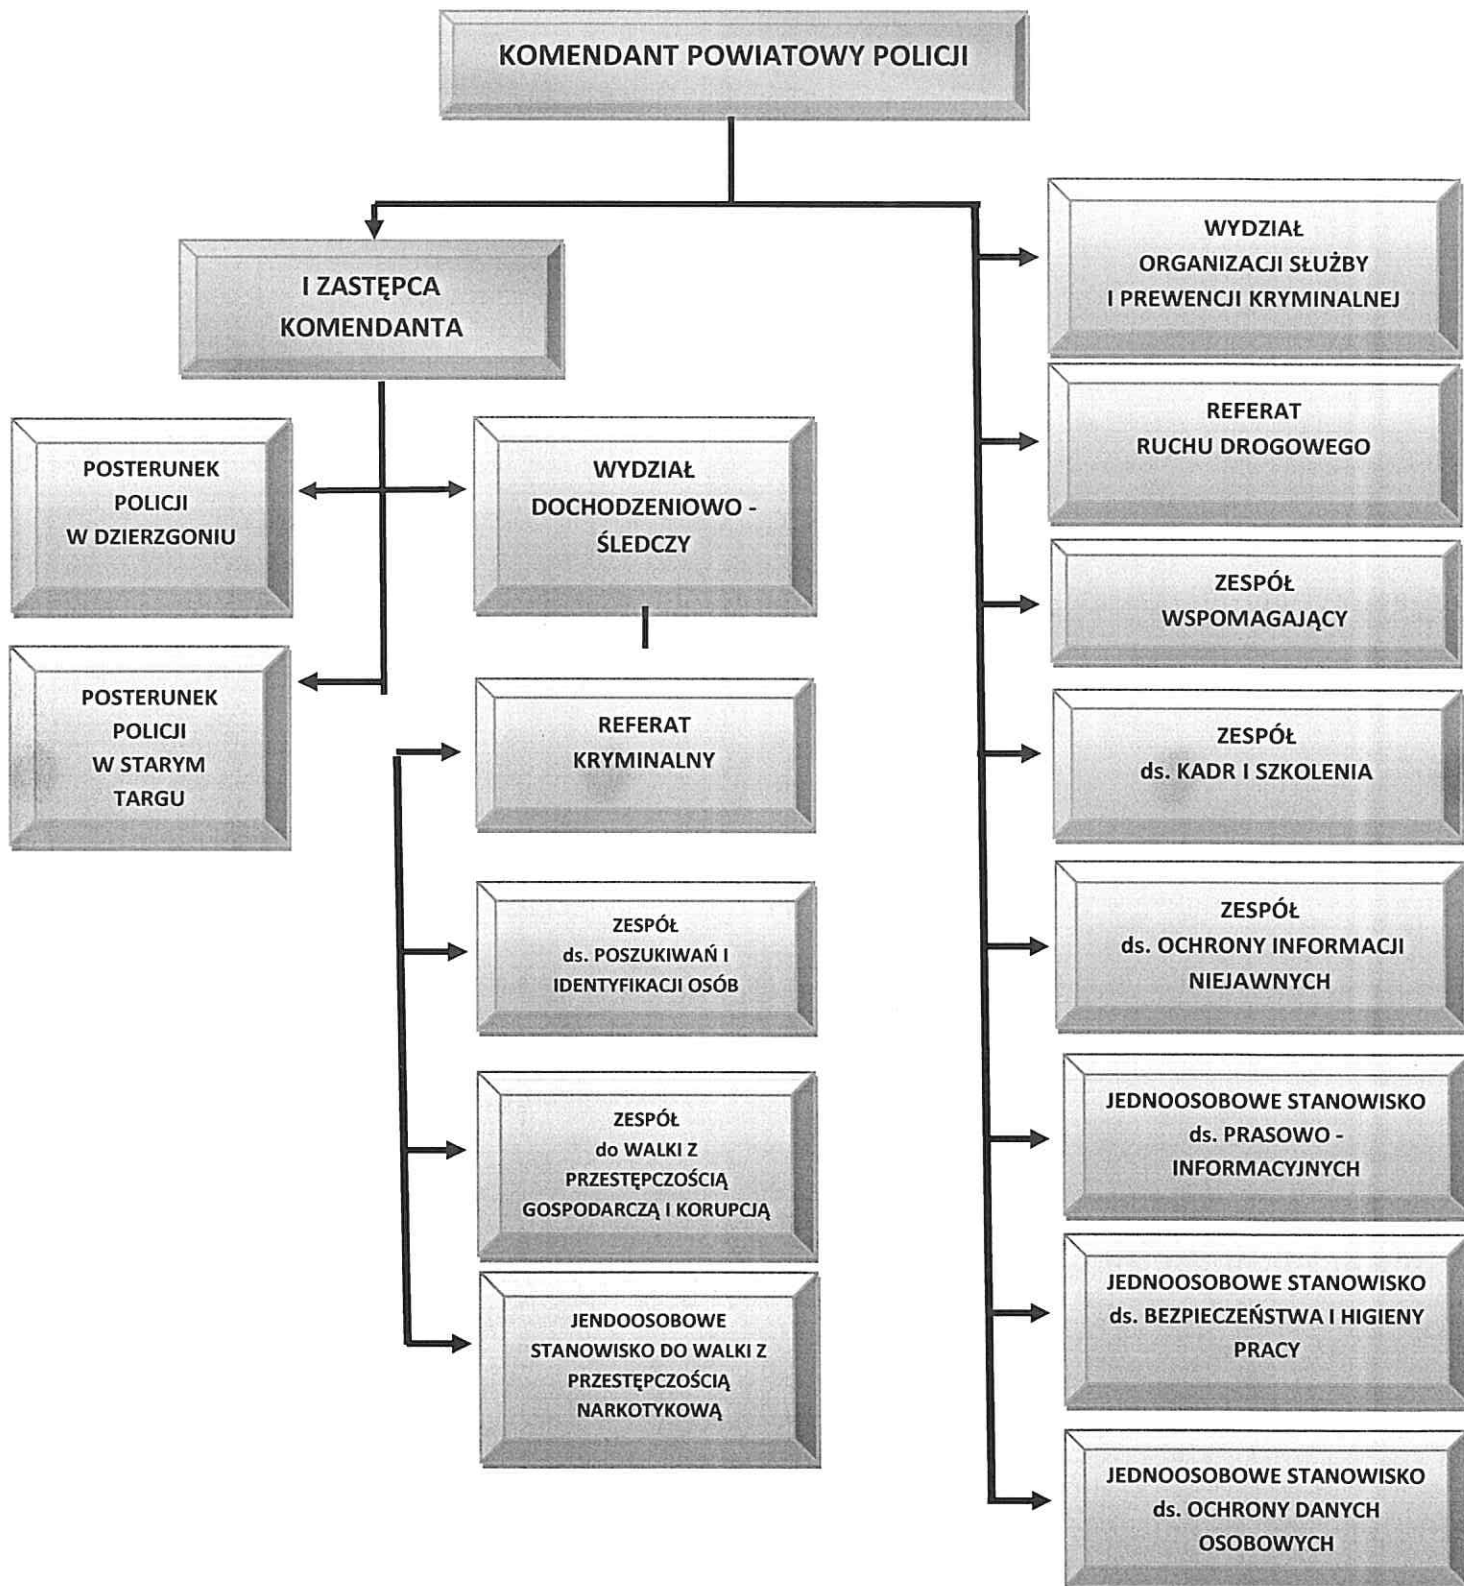 KOMENDANT POWIATOWY POLICJI
I ZASTĘPCA
KOMENDANTA
POSTERUNEK
POLICJI
W DZIERZGONIU
POSTERUNEK
POLICJI
W STARYM
TARGU
WYDZIAŁ
DOCHODZENIOWO -
ŚLEDCZY
REFERAT
KRYMINALNY
ZESPÓŁ
ds. POSZUKIWAŃ I
IDENTYFIKACJI OSÓB
ZESPÓŁ
do WALKI Z
PRZESTĘPCZOŚCIĄ
GOSPODARCZĄ I KORUPCJĄ
JENDOOSOBOWE
STANOWISKO DO WALKI Z
PRZESTĘPCZOŚCIĄ
NARKOTYKOWĄ
WYDZIAŁ
ORGANIZACJI SŁUŻBY
I PREWENCJI KRYMINALNEJ
REFERAT
RUCHU DROGOWEGO
ZESPÓŁ
WSPOMAGAJĄCY
ZESPÓŁ
ds. KADR I SZKOLENIA
ZESPÓŁ
ds. OCHRONY INFORMACJI
NIEJAWNYCH
JEDNOOSOBOWE STANOWISKO
ds. PRASOWO -
INFORMACYJNYCH
JEDNOOSOBOWE STANOWISKO
ds. BEZPIECZEŃSTWA I HIGIENY
PRACY
JEDNOOSOBOWE STANOWISKO
ds. OCHRONY DANYCH
OSOBOWYCH